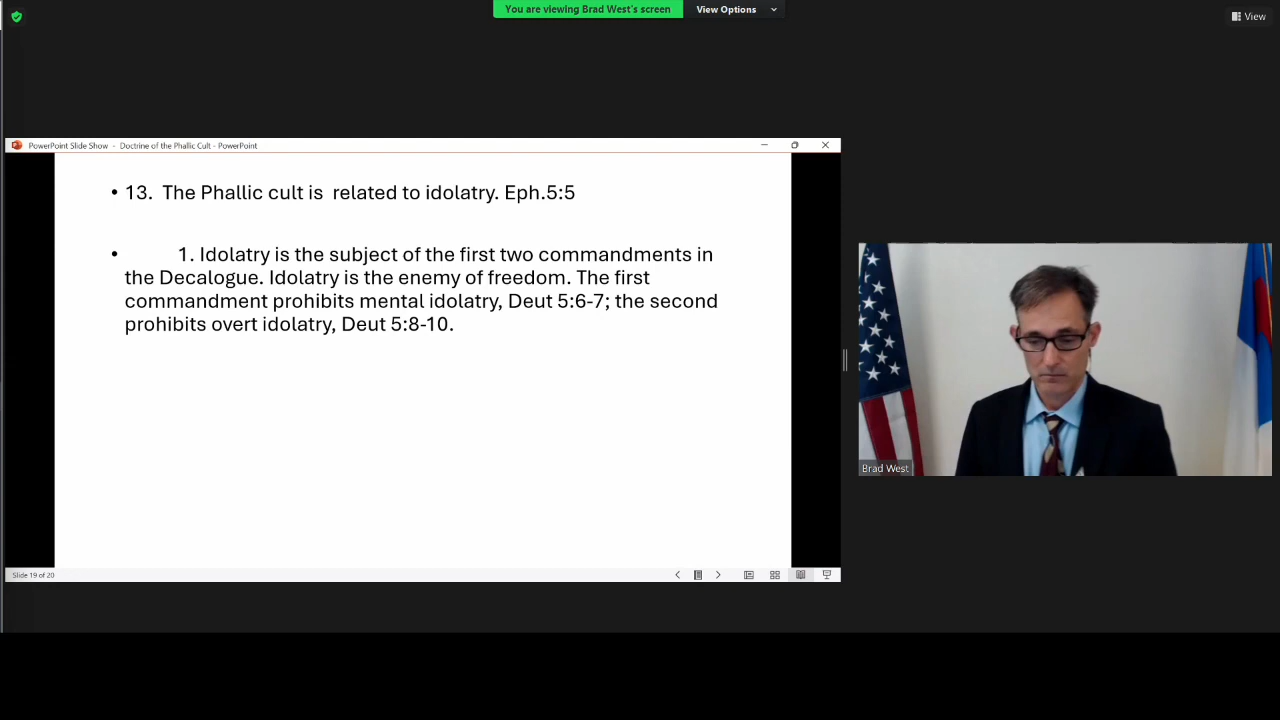 You are viewing Brad West's screen
View Options
View
PowerPoint Slide Show - Doctrine of the Phallic Cult - PowerPoint
• 13. The Phallic cult is related to idolatry. Eph.5:5
• 1. Idolatry is the subject of the first two commandments in
the Decalogue. Idolatry is the enemy of freedom. The first
commandment prohibits mental idolatry, Deut 5:6-7; the second
prohibits overt idolatry, Deut 5:8-10.
Brad West
Slide 19 of 20